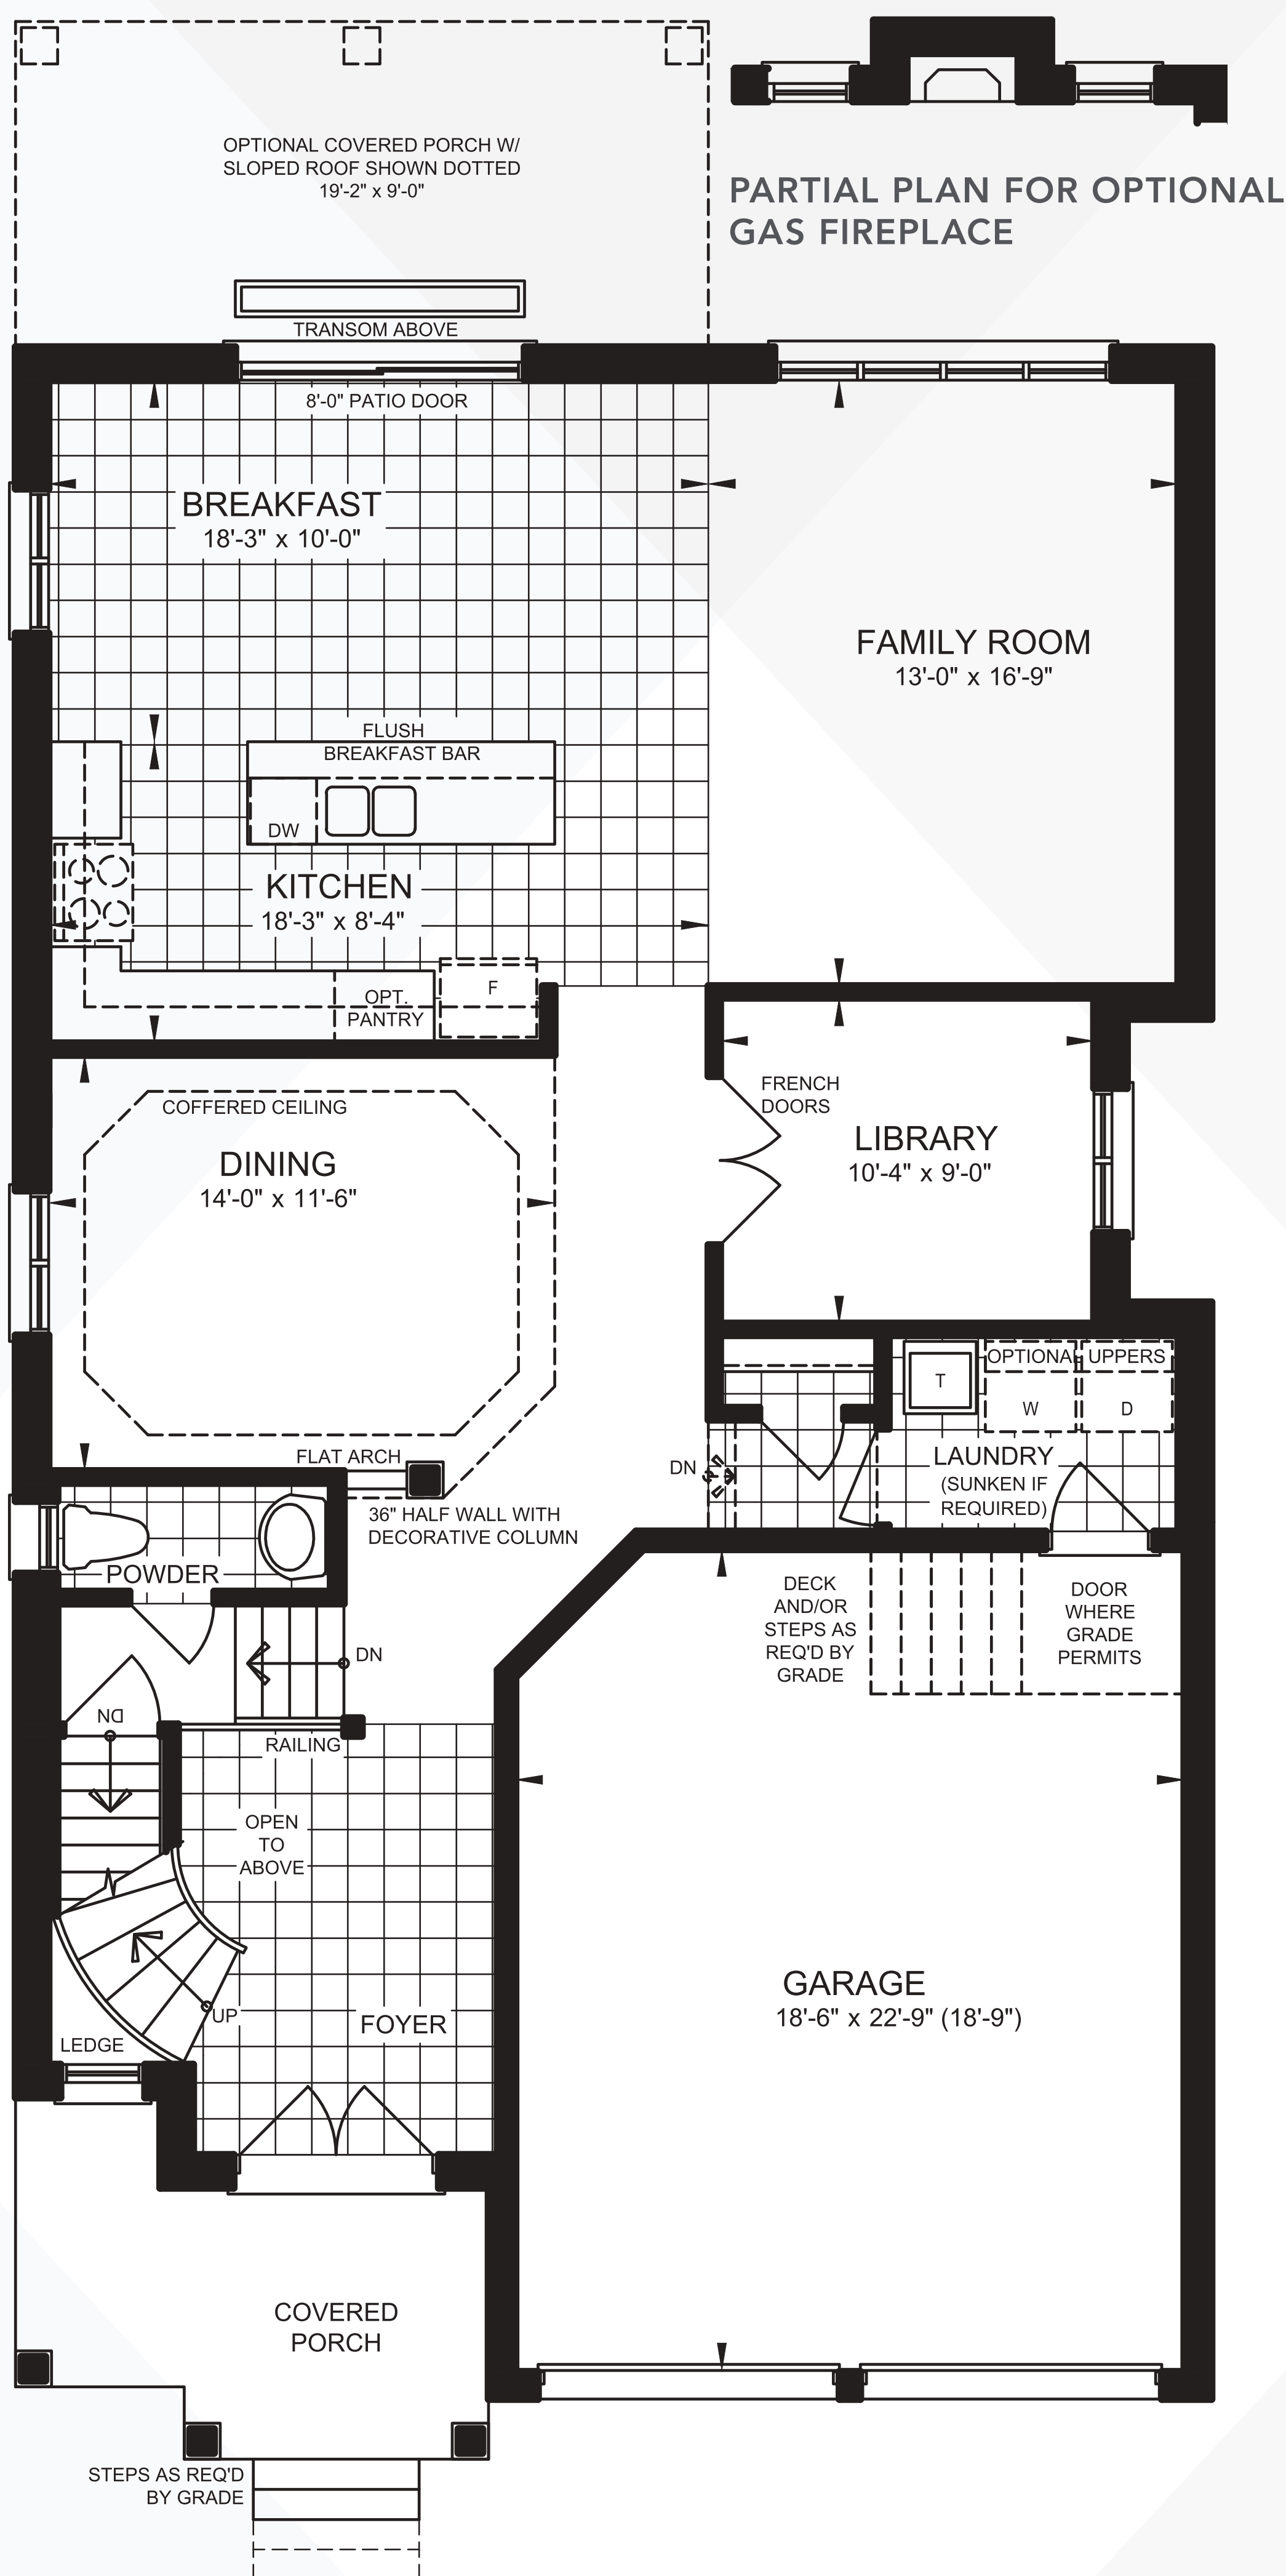 OPTIONAL COVERED PORCH W/
SLOPED ROOF SHOWN DOTTED
19'-2" x 9'-0"
PARTIAL PLAN FOR OPTIONAL
GAS FIREPLACE
TRANSOM ABOVE
8'-0" PATIO DOOR
BREAKFAST
18'-3" x 10'-0"
FAMILY ROOM
13'-0" x 16'-9"
FLUSH
BREAKFAST BAR
DW
KITCHEN
18'-3" x 8'-4"
OPT.
PANTRY
F
FRENCH
DOORS
COFFERED CEILING
DINING
14'-0" x 11'-6"
LIBRARY
10'-4" x 9'-0"
OPTIONAL UPPERS
T
W
D
FLAT ARCH
DN
LAUNDRY
(SUNKEN IF
REQUIRED)
36" HALF WALL WITH
DECORATIVE COLUMN
POWDER
DECK
AND/OR
STEPS AS
REQ'D BY
GRADE
DOOR
WHERE
GRADE
PERMITS
DN
DN
RAILING
OPEN
TO
ABOVE
GARAGE
18'-6" x 22'-9" (18'-9")
UP
FOYER
LEDGE
COVERED
PORCH
STEPS AS REQ'D
BY GRADE